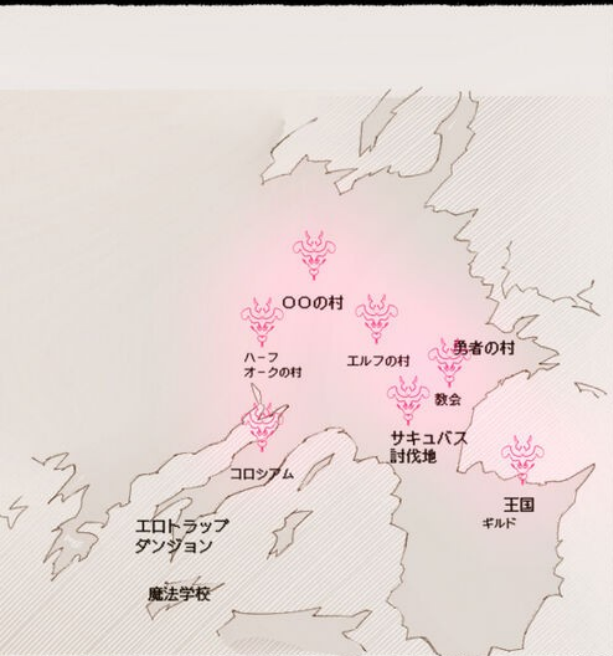 〇〇の村
ハーフ
オークの村
エルフの村
勇者の村
教会
サキュバス
討伐地
コロシアム
王国
ギルド
エロトラップ
ダンジョン
魔法学校